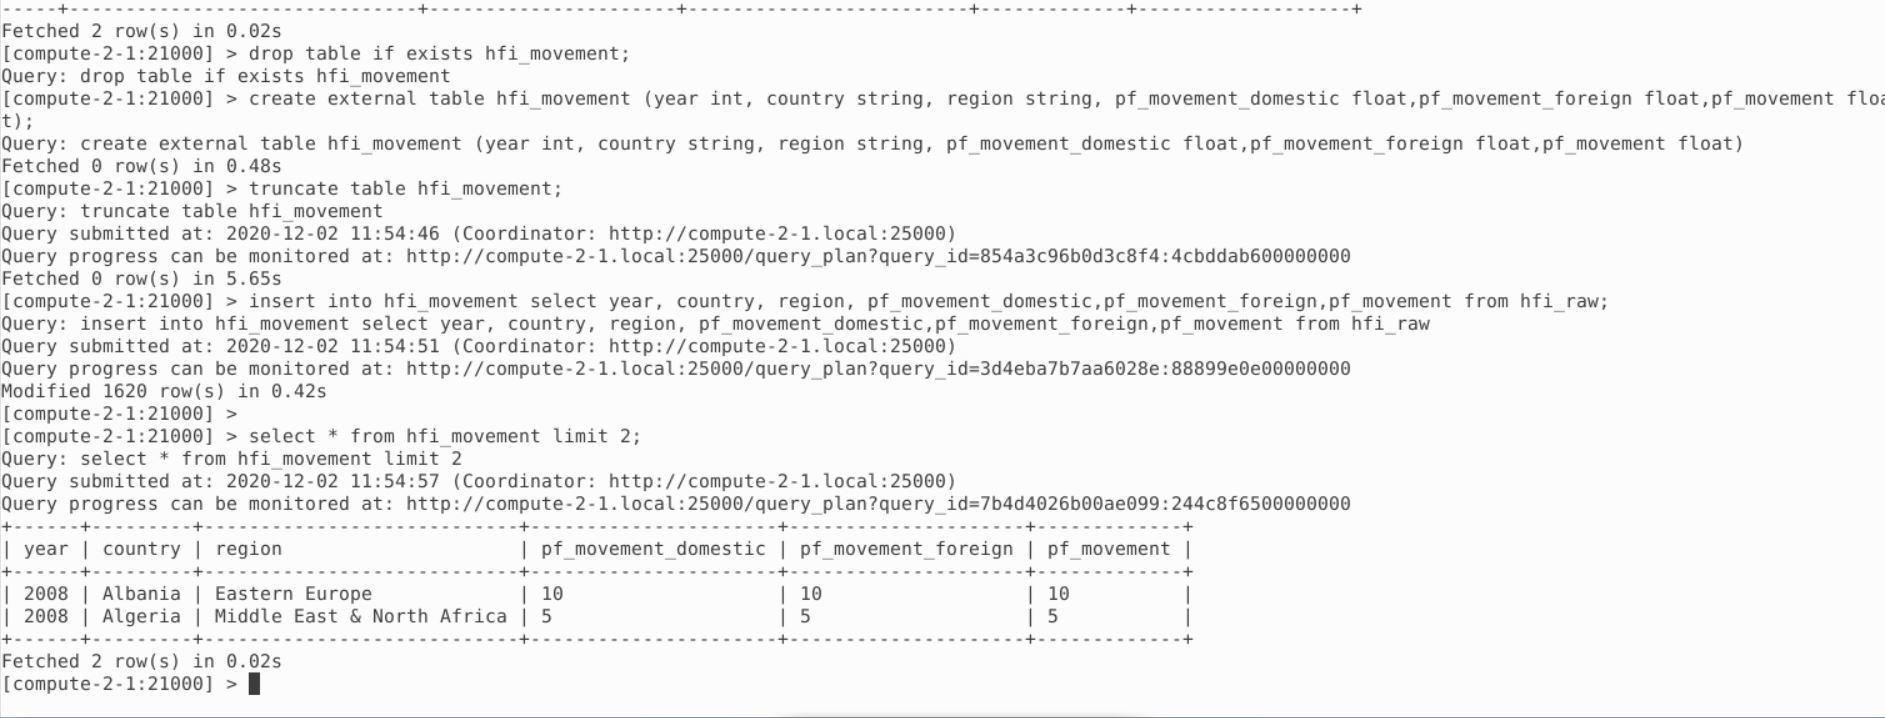 -----+-------------------------------+----------------------+-------------------------+-------------+-------------------+
Fetched 2 row(s) in 0.02s
[compute-2-1:21000] > drop table if exists hfi_movement;
Query: drop table if exists hfi_movement
[compute-2-1:21000] > create external table hfi_movement (year int, country string, region string, pf_movement_domestic float,pf_movement_foreign float,pf_movement floa
t);
Query: create external table hfi_movement (year int, country string, region string, pf_movement_domestic float,pf_movement_foreign float,pf_movement float)
Fetched 0 row(s) in 0.48s
[compute-2-1:21000] > truncate table hfi_movement;
Query: truncate table hfi_movement
Query submitted at: 2020-12-02 11:54:46 (Coordinator: http://compute-2-1.local:25000)
Query progress can be monitored at: http://compute-2-1.local:25000/query_plan?query_id=854a3c96b0d3c8f4:4cbddab600000000
Fetched 0 row(s) in 5.65s
[compute-2-1:21000] > insert into hfi_movement select year, country, region, pf_movement_domestic,pf_movement_foreign,pf_movement from hfi_raw;
Query: insert into hfi_movement select year, country, region, pf_movement_domestic,pf_movement_foreign,pf_movement from hfi_raw
Query submitted at: 2020-12-02 11:54:51 (Coordinator: http://compute-2-1.local:25000)
Query progress can be monitored at: http://compute-2-1.local:25000/query_plan?query_id=3d4eba7b7aa6028e:88899e0e00000000
Modified 1620 row(s) in 0.42s
[compute-2-1:21000] >
[compute-2-1:21000] > select * from hfi_movement limit 2;
Query: select * from hfi_movement limit 2
Query submitted at: 2020-12-02 11:54:57 (Coordinator: http://compute-2-1.local:25000)
Query progress can be monitored at: http://compute-2-1.local:25000/query_plan?query_id=7b4d4026b00ae099:244c8f6500000000
+------+---------+----------------------------+----------------------+---------------------+-------------+
| year | country | region                     | pf_movement_domestic | pf_movement_foreign | pf_movement |
+------+---------+----------------------------+----------------------+---------------------+-------------+
| 2008 | Albania | Eastern Europe             | 10                   | 10                  | 10          |
| 2008 | Algeria | Middle East & North Africa | 5                    | 5                   | 5           |
+------+---------+----------------------------+----------------------+---------------------+-------------+
Fetched 2 row(s) in 0.02s
[compute-2-1:21000] >